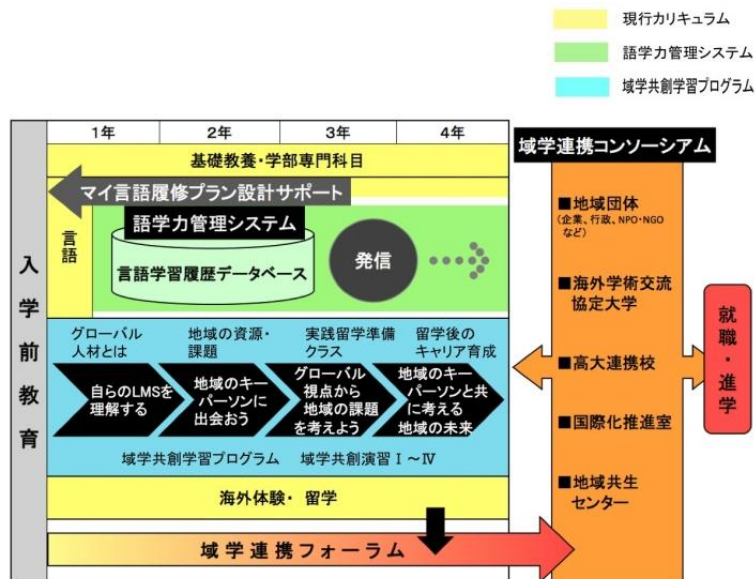 現行カリキュラム
語学力管理システム
域学共創学習プログラム
1年
2年
3年
4年
基礎教養・学部専門科目
マイ言語履修プラン設計サポート
語学力管理システム
言語学習履歴データベース
発信
言語
入学前教育
グローバル
人材とは
地域の資源・
課題
実践留学準備
クラス
留学後の
キャリア育成
自らのLMSを
理解する
地域のキー
パーソンに
出会おう
グローバル
視点から
地域の課題
を考えよう
地域のキー
パーソンと共
に考える
地域の未来
域学共創学習プログラム 域学共創演習Ⅰ~Ⅳ
海外体験・留学
域学連携フォーラム
域学連携コンソーシアム
■地域団体
(企業、行政、NPO・NGO
など)
■海外学術交流
協定大学
■高大連携校
■国際化推進室
■地域共生
センター
就職・進学